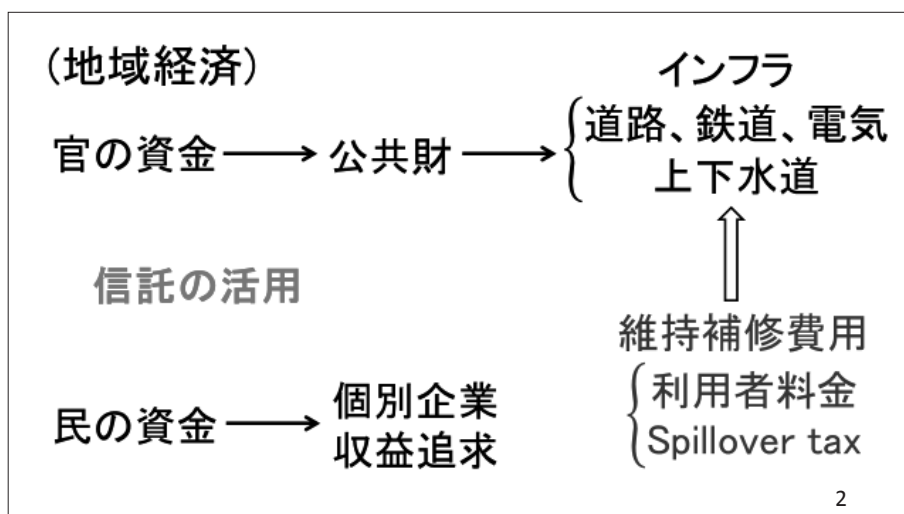 (地域経済)
インフラ
官の資金
公共財
道路、鉄道、電気
上下水道
信託の活用
維持補修費用
民の資金
個別企業
収益追求
利用者料金
Spillover tax
2